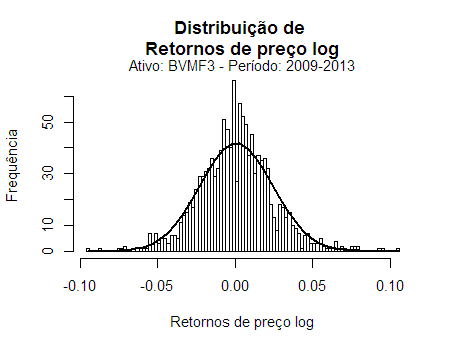 Distribuição de
Retornos de preço log
Ativo: BVMF3 - Período: 2009-2013
Frequência
50
30
10
0
-0.10
-0.05
0.00
0.05
0.10
Retornos de preço log